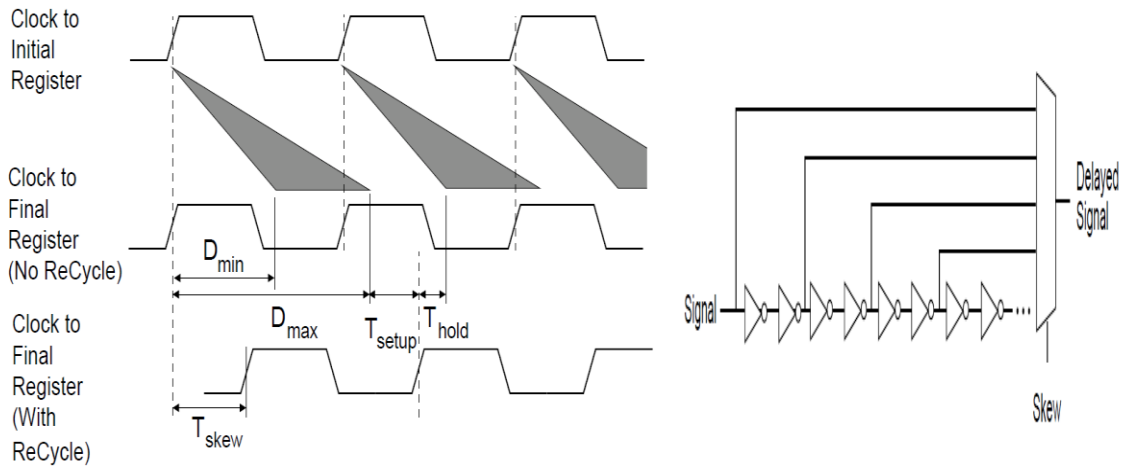 Clock to
Initial
Register
Clock to
Final
Register
(No ReCycle)
D min
D max
T setup
T hold
Clock to
Final
Register
(With
ReCycle)
T skew
Signal
...
Delayed
Signal
Skew